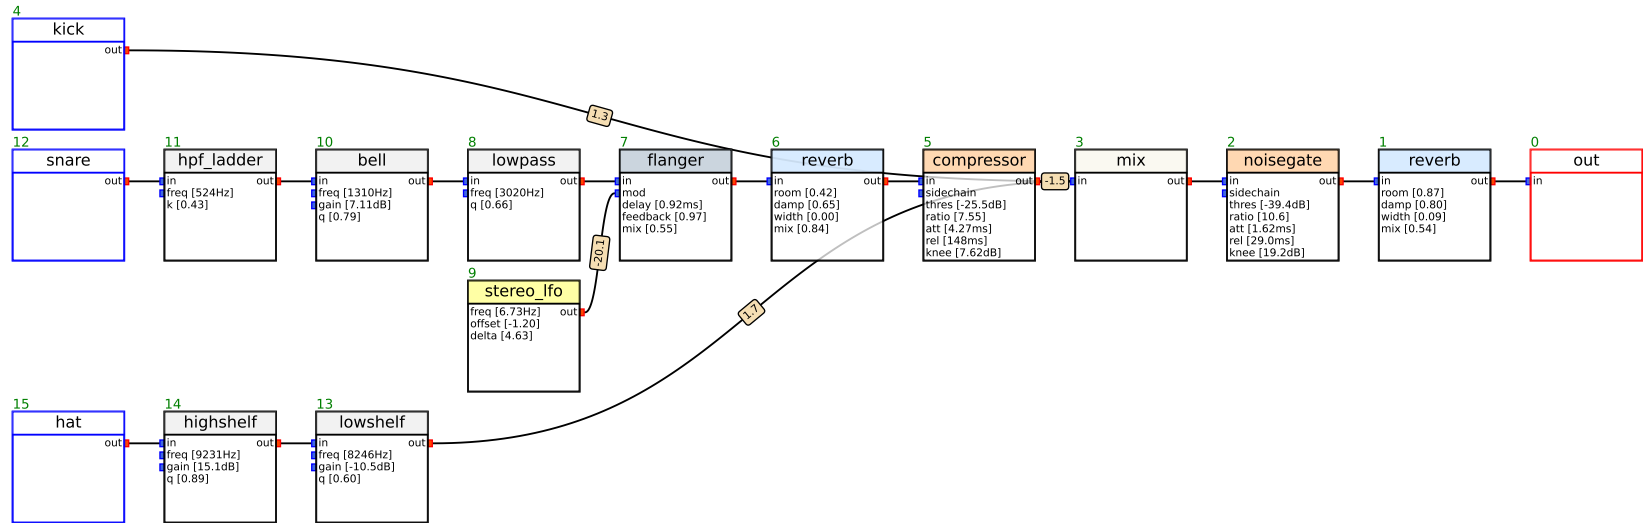 4
kick
out
1.3
12
snare
out
11
hpf_ladder
in out
freq [524Hz]
k [0.43]
10
bell
in out
freq [1310Hz]
gain [7.11dB]
q [0.79]
8
lowpass
in out
freq [3020Hz]
q [0.66]
7
flanger
in out
mod
delay [0.92ms]
feedback [0.97]
mix [0.55]
6
reverb
in out
room [0.42]
damp [0.65]
width [0.00]
mix [0.84]
5
compressor
in out
sidechain
thres [-25.5dB]
ratio [7.55]
att [4.27ms]
rel [148ms]
knee [7.62dB]
-1.5
3
mix
in out
2
noisegate
in out
sidechain
thres [-39.4dB]
ratio [10.6]
att [1.62ms]
rel [29.0ms]
knee [19.2dB]
1
reverb
in out
room [0.87]
damp [0.80]
width [0.09]
mix [0.54]
0
out
in
-20.1
9
stereo_lfo
freq [6.73Hz] out
offset [-1.20]
delta [4.63]
1.7
15
hat
out
14
highshelf
in out
freq [9231Hz]
gain [15.1dB]
q [0.89]
13
lowshelf
in out
freq [8246Hz]
gain [-10.5dB]
q [0.60]